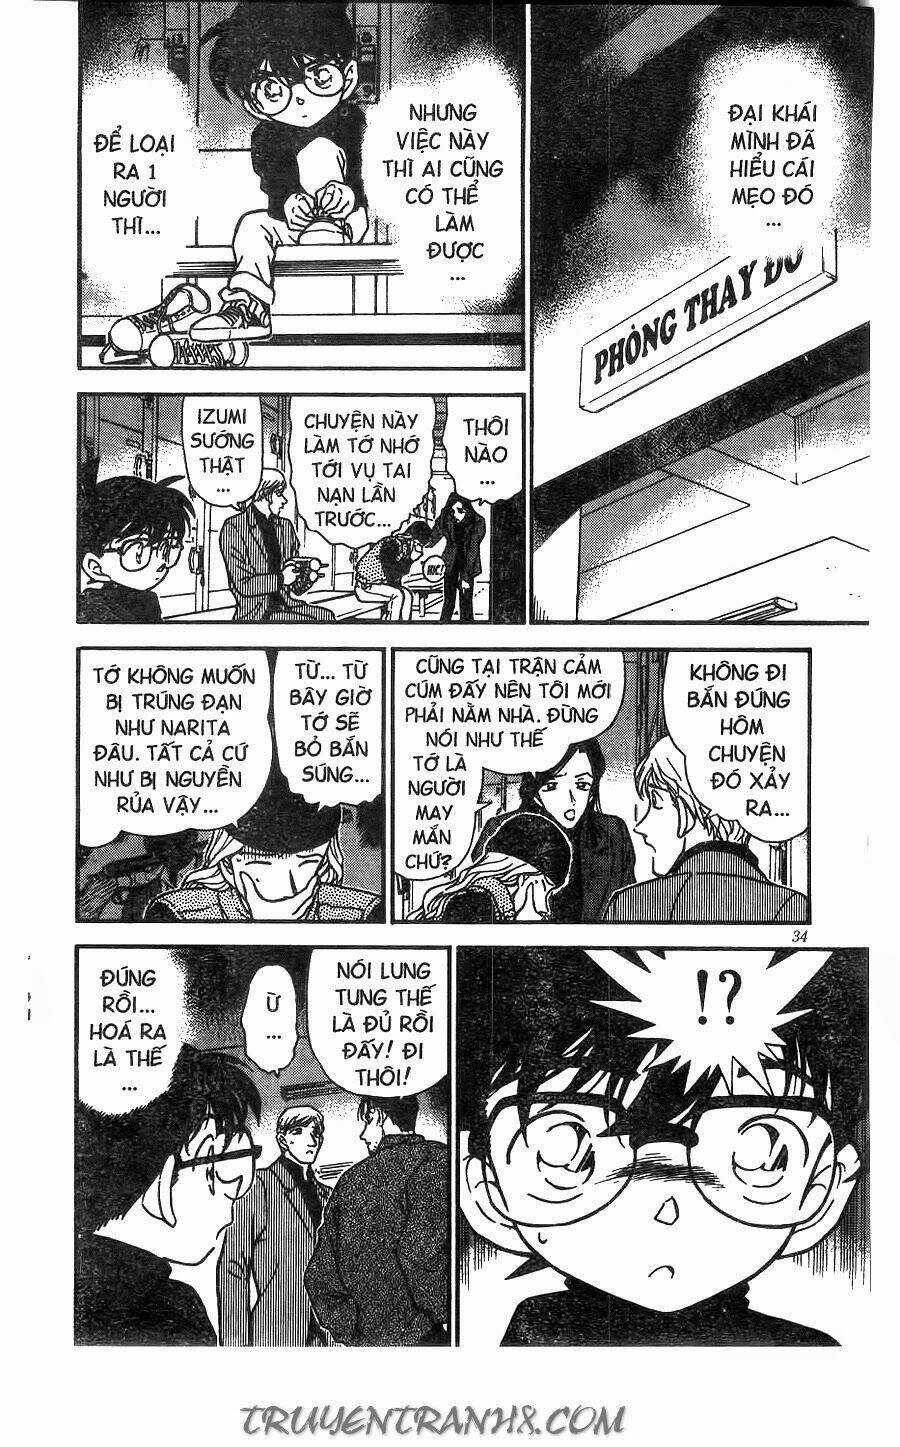 ĐẠI KHÁI
MÌNH ĐÃ
HIỂU CÁI
MẸO ĐÓ
...
PHÒNG THAY ĐỒ
NHƯNG
VIỆC NÀY
THÌ AI CŨNG
CÓ THỂ
LÀM
ĐƯỢC
...
ĐỂ LOẠI
RA 1
NGƯỜI
THÌ...
THÔI
NÀO
...
HIC!
CHUYỆN NÀY
LÀM TỚ NHỚ
TỚI VỤ TAI
NẠN LẦN
TRƯỚC...
IZUMI
SƯỚNG
THẬT
...
KHÔNG ĐI
BẮN ĐÚNG
HÔM
CHUYỆN
ĐÓ XẢY
RA...
CŨNG TẠI TRẬN CẢM
CÚM ĐẤY NÊN TÔI MỚI
PHẢI NẰM NHÀ. ĐỪNG
NÓI NHƯ THẾ
TỚ LÀ
NGƯỜI
MAY
MẮN
CHỨ?
TỪ... TỪ
BÂY GIỜ
TỚ SẼ
BỎ BẮN
SÚNG...
TỚ KHÔNG MUỐN
BỊ TRÚNG ĐẠN
NHƯ NARITA
ĐÂU. TẤT CẢ CỨ
NHƯ BỊ NGUYỀN
RỦA VẬY...
34
!?
NÓI LUNG
TUNG THẾ
LÀ ĐỦ RỒI
ĐẤY! ĐI
THÔI!
Ừ
...
ĐÚNG
RỒI...
HOÁ RA
LÀ THẾ
...
TRUYENTRANH8.COM